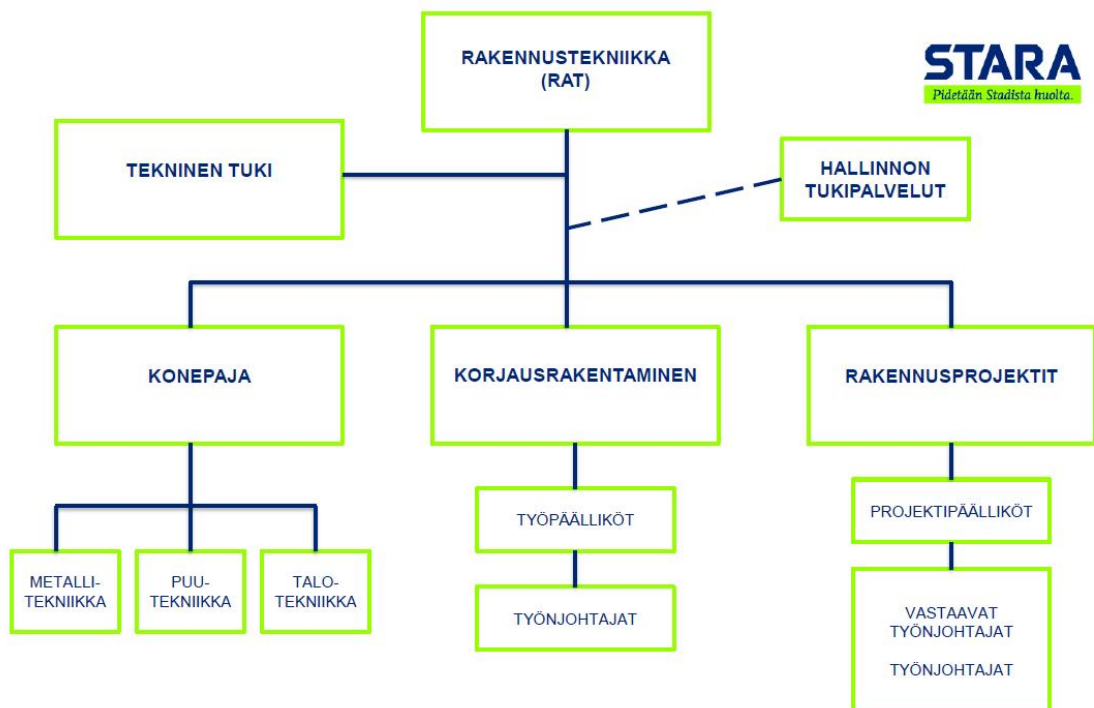 RAKENNUSTEKNIIKKA
(RAT)
STARA
Pidetään Stadista huolta.
TEKNINEN TUKI
HALLINNON
TUKIPALVELUT
KONEPAJA
KORJAUSRAKENTAMINEN
RAKENNUSPROJEKTIT
METALLI-
TEKNIIKKA
PUU-
TEKNIIKKA
TALO-
TEKNIIKKA
TYÖPÄÄLLIKÖT
TYÖNJOHTAJAT
PROJEKTIPÄÄLLIKÖT
VASTAAVAT
TYÖNJOHTAJAT
TYÖNJOHTAJAT